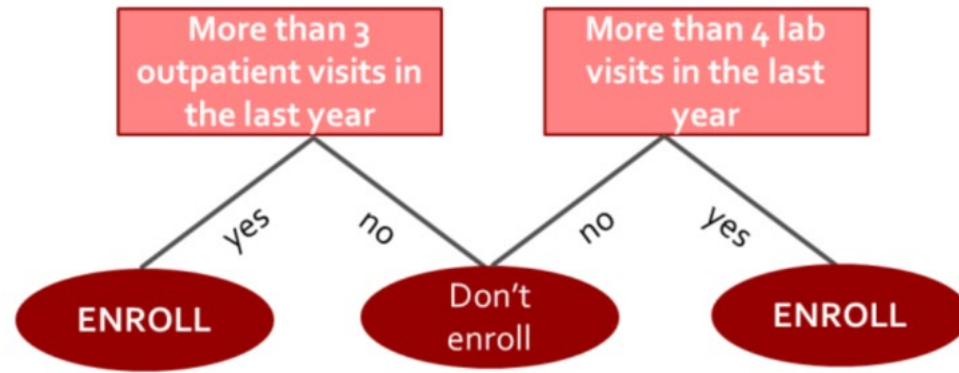 More than 3
outpatient visits in
the last year
More than 4 lab
visits in the last
year
yes
no
no
yes
ENROLL
Don't
enroll
ENROLL